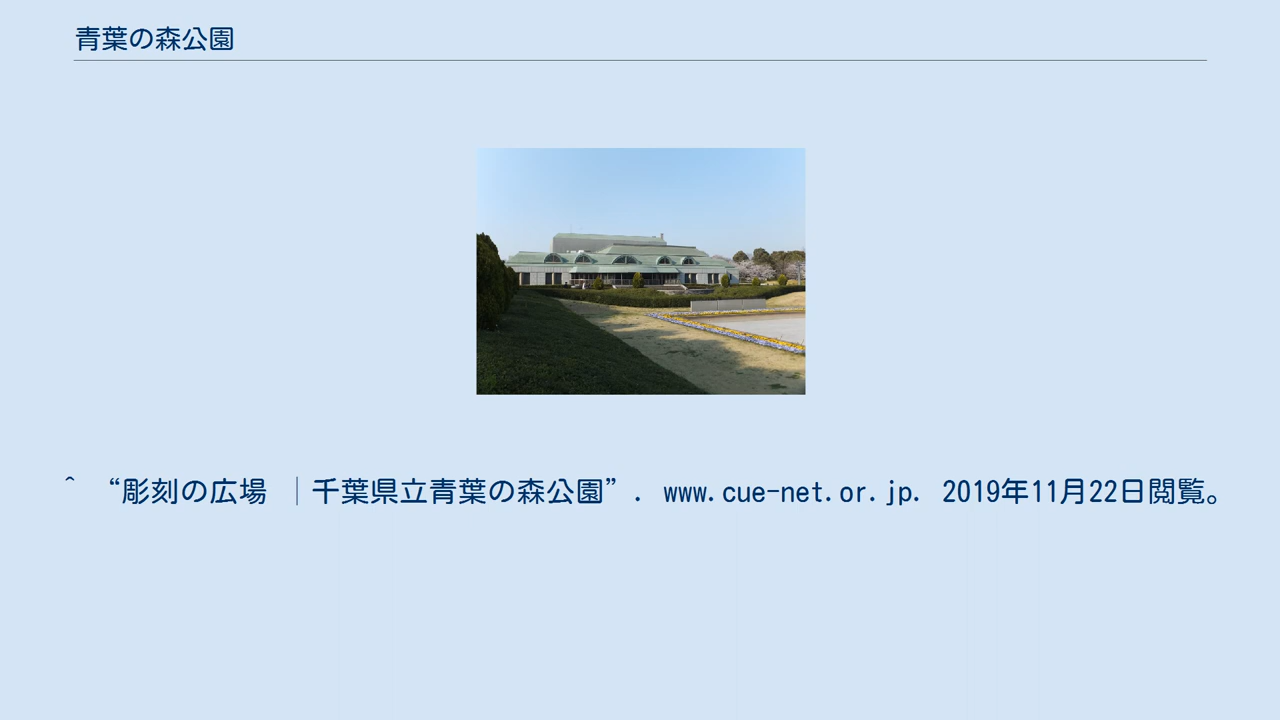 青葉の森公園
^ “彫刻の広場 │千葉県立青葉の森公園”. www.cue-net.or.jp. 2019年11月22日閲覧。